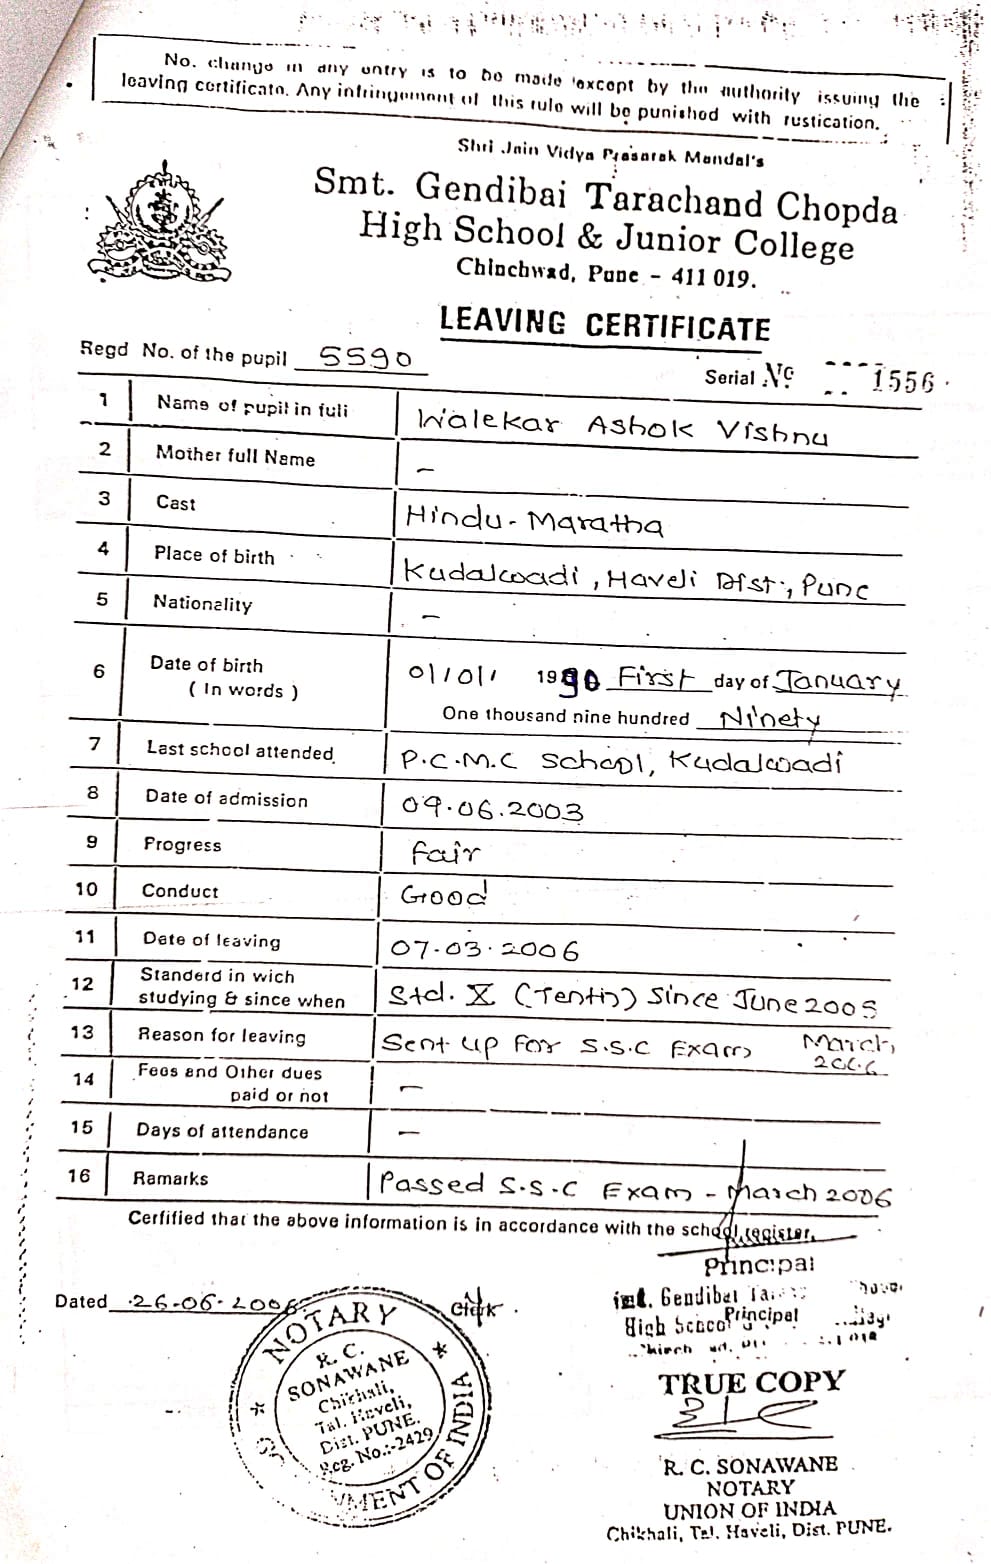 No. change in any entry is to be made except by the authority issuing the
leaving certificate. Any infringement of this rule will be punished with rustication.
Shri Jain Vidya Prasarak Mandal's
Smt. Gendibai Tarachand Chopda
High School & Junior College
Chinchwad, Pune - 411 019.
LEAVING CERTIFICATE
Regd No. of the pupil 5590
Serial No. 1556
1 Name of pupil in full Walekar Ashok Vishnu
2 Mother full Name -
3 Cast Hindu-Maratha
4 Place of birth Kudalwadi, Haveli Dist, Pune
5 Nationality -
6 Date of birth 01/01/ 1990 First day of January
( In words ) One thousand nine hundred Ninety
7 Last school attended P.C.M.C School, Kudalwadi
8 Date of admission 09.06.2003
9 Progress fair
10 Conduct Good
11 Date of leaving 07-03-2006
12 Standerd in wich
studying & since when Std. X (Tenth) Since June 2005
13 Reason for leaving Sent up For S.S.C Exam March
2006
14 Fees and Other dues
paid or not -
15 Days of attendance -
16 Ramarks Passed S.S.C Exam - March 2006
Cerfified that the above information is in accordance with the school register.
Principal
Dated 26-06-2006 Clerk
Gendibai
High School Principal
NOTARY
R. C.
SONAWANE
Chikhali,
Tal. Haveli,
Dist. PUNE.
Reg. No.:-2429
OF INDIA
TRUE COPY
R. C. SONAWANE
NOTARY
UNION OF INDIA
Chikhali, Tal. Haveli, Dist. PUNE.